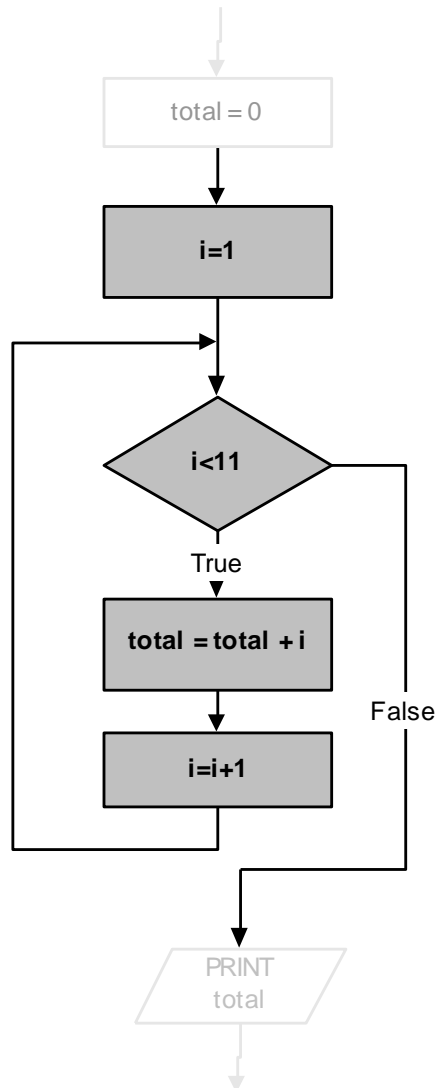 total = 0
i=1
i<11
True
total = total + i
False
i=i+1
PRINT
total